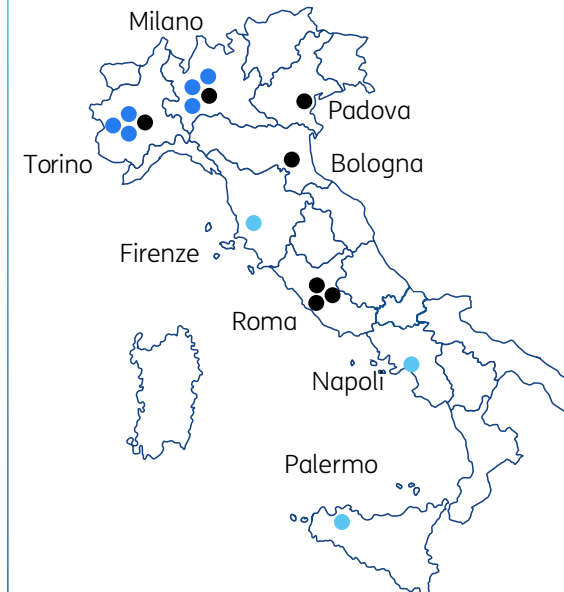 Milano
Padova
Torino
Bologna
Firenze
Roma
Napoli
Palermo